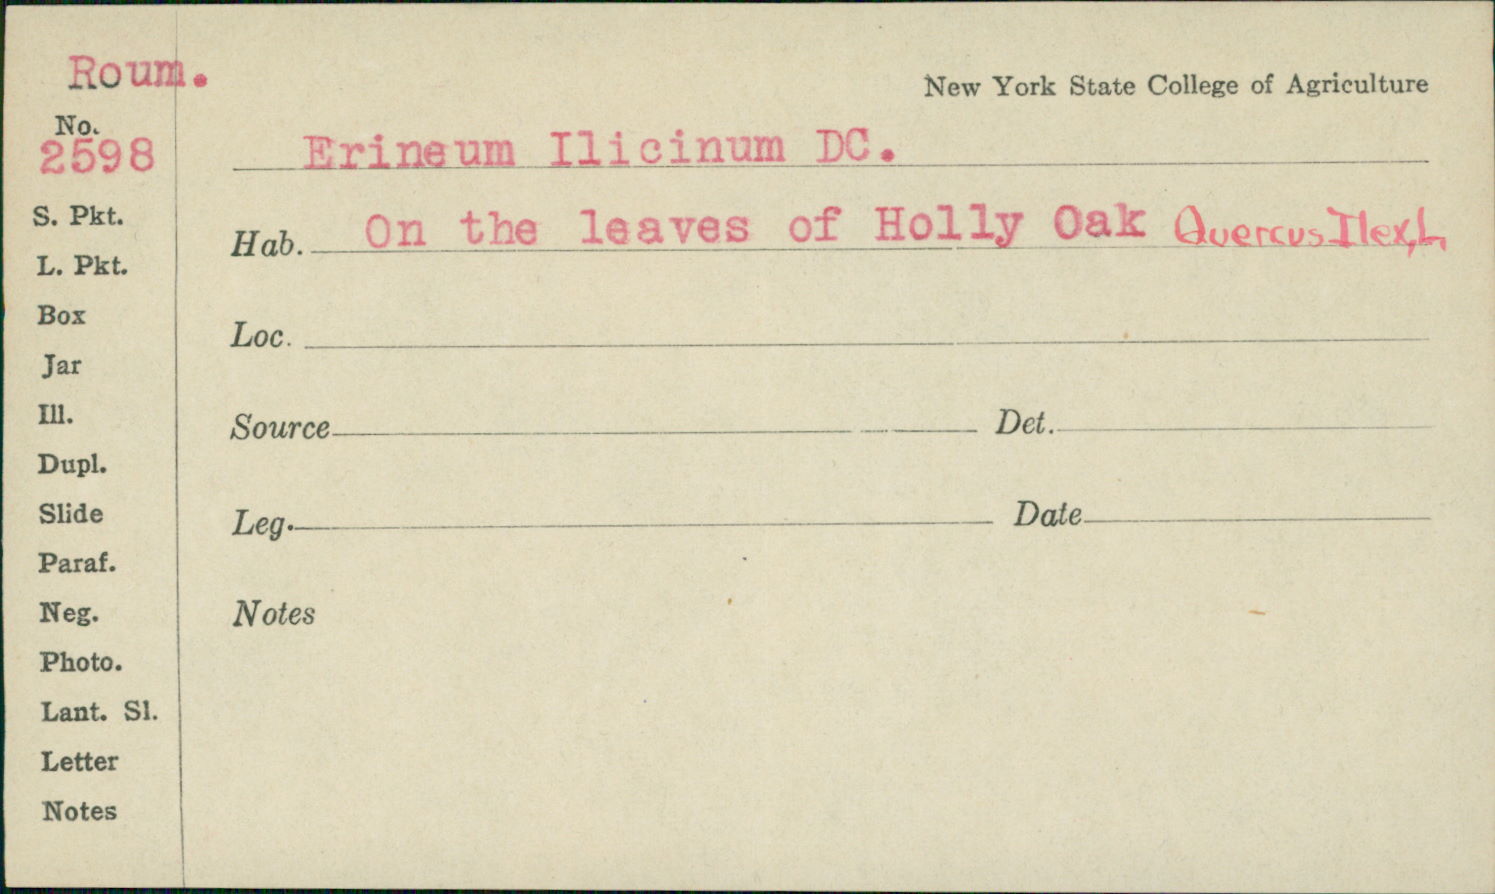 Roum.
New York State College of Agriculture
No.
2598
Erineum Ilicinum DC.
S. Pkt.
Hab. On the leaves of Holly Oak Quercus Ilex, L.
L. Pkt.
Box
Loc.
Jar
Ill.
Source Det.
Dupl.
Slide
Leg. Date
Paraf.
Neg.
Notes
Photo.
Lant. Sl.
Letter
Notes